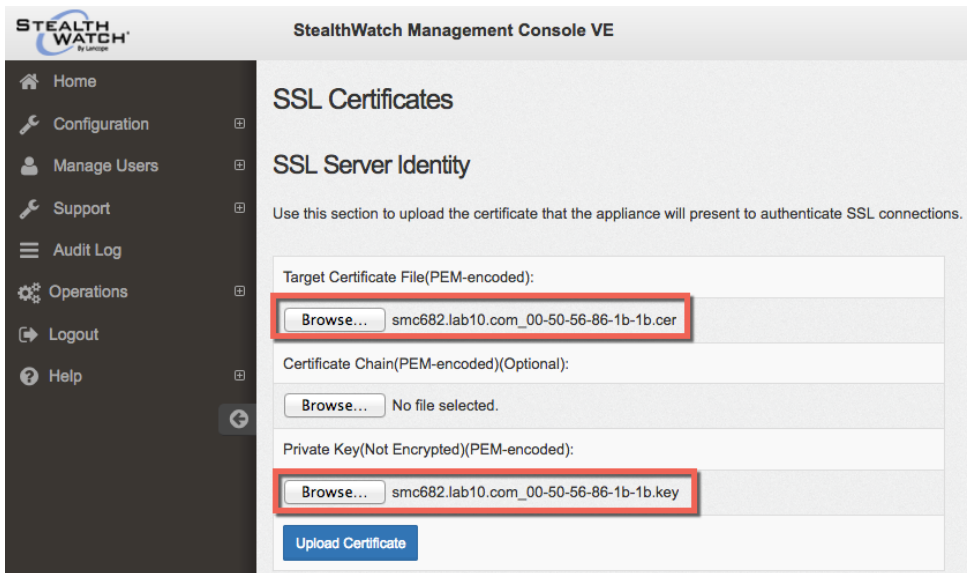 STEALTH
WATCH
By Lancope
StealthWatch Management Console VE
Home
Configuration
Manage Users
Support
Audit Log
Operations
Logout
Help
SSL Certificates
SSL Server Identity
Use this section to upload the certificate that the appliance will present to authenticate SSL connections.
Target Certificate File(PEM-encoded):
Browse... smc682.lab10.com_00-50-56-86-1b-1b.cer
Certificate Chain(PEM-encoded)(Optional):
Browse... No file selected.
Private Key(Not Encrypted)(PEM-encoded):
Browse... smc682.lab10.com_00-50-56-86-1b-1b.key
Upload Certificate